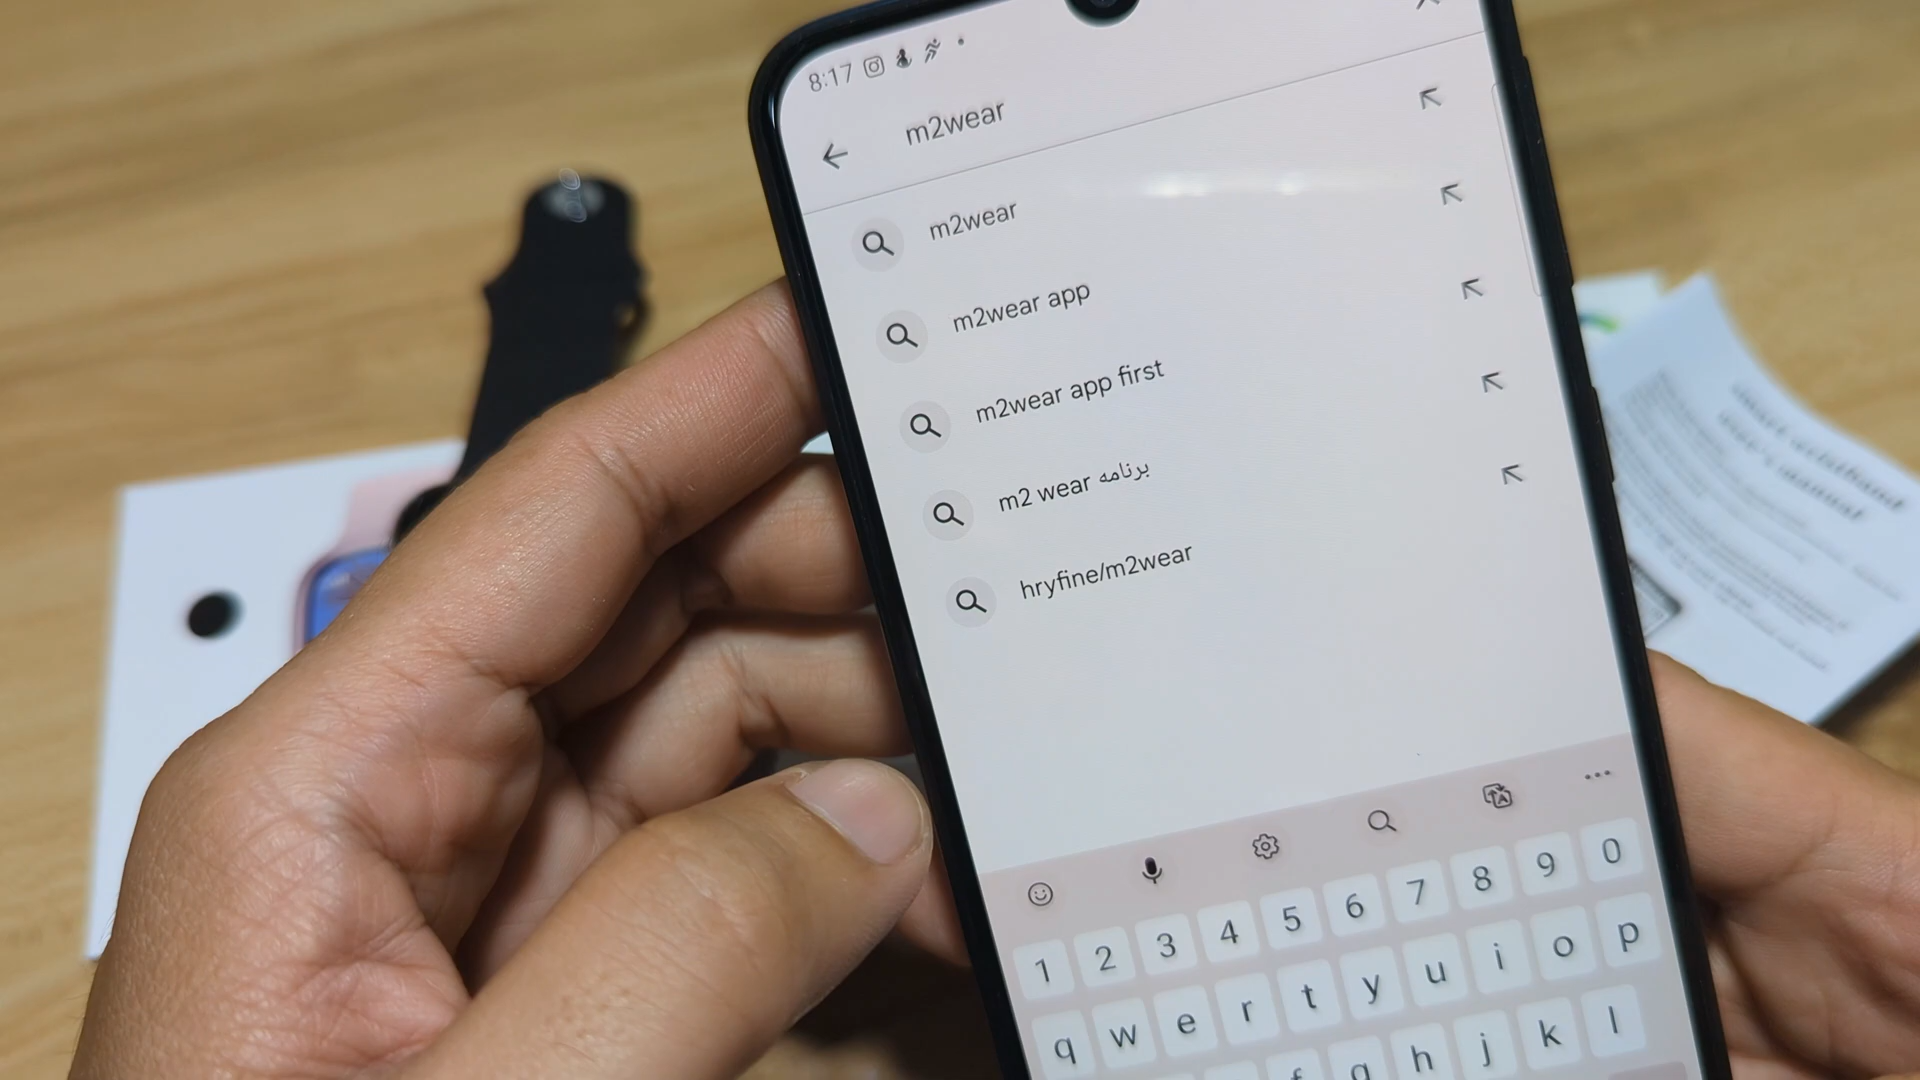 8:17
m2wear
m2wear
m2wear app
m2wear app first
m2 wear برنامه
hryfine/m2wear
1 2 3 4 5 6 7 8 9 0
q w e r t y u i o p
f g h j k l